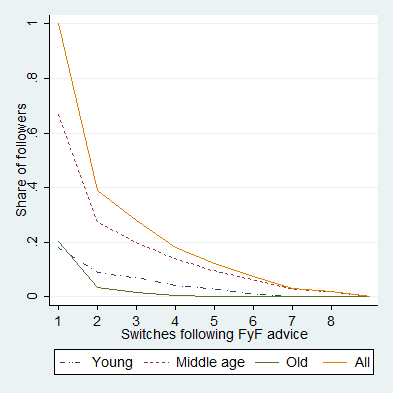 1
.8
.6
.4
.2
0
Share of followers
1 2 3 4 5 6 7 8
Switches following FyF advice
Young Middle age Old All